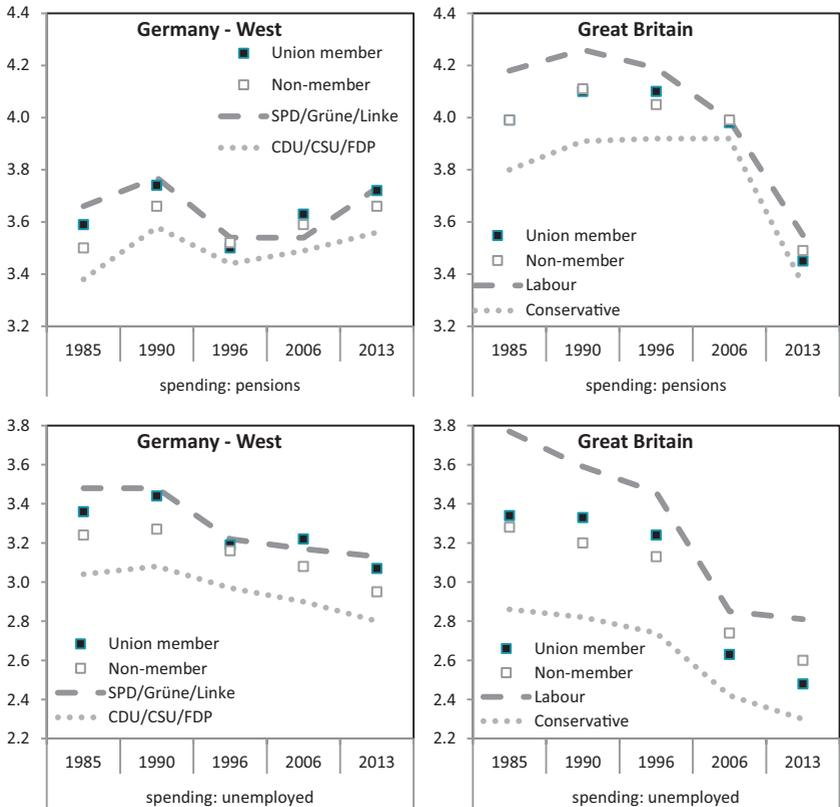 Germany - West
4.4
4.2
4.0
3.8
3.6
3.4
3.2
Union member
Non-member
SPD/Grüne/Linke
CDU/CSU/FDP
1985 1990 1996 2006 2013
spending: pensions
Great Britain
4.4
4.2
4.0
3.8
3.6
3.4
3.2
Union member
Non-member
Labour
Conservative
1985 1990 1996 2006 2013
spending: pensions
Germany - West
3.8
3.6
3.4
3.2
3.0
2.8
2.6
2.4
2.2
Union member
Non-member
SPD/Grüne/Linke
CDU/CSU/FDP
1985 1990 1996 2006 2013
spending: unemployed
Great Britain
3.8
3.6
3.4
3.2
3.0
2.8
2.6
2.4
2.2
Union member
Non-member
Labour
Conservative
1985 1990 1996 2006 2013
spending: unemployed